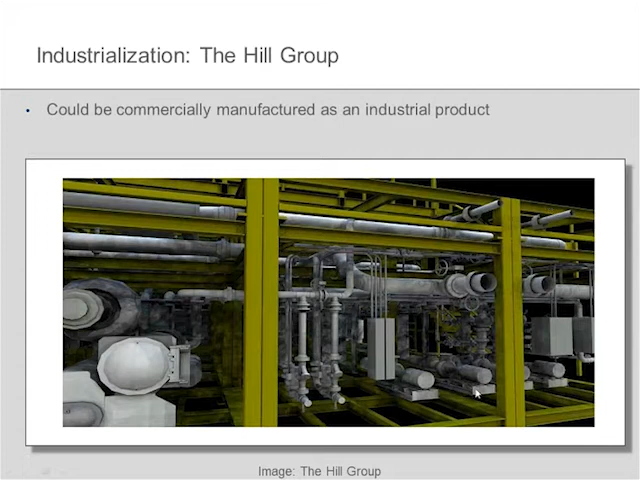 Industrialization: The Hill Group
• Could be commercially manufactured as an industrial product
Image: The Hill Group